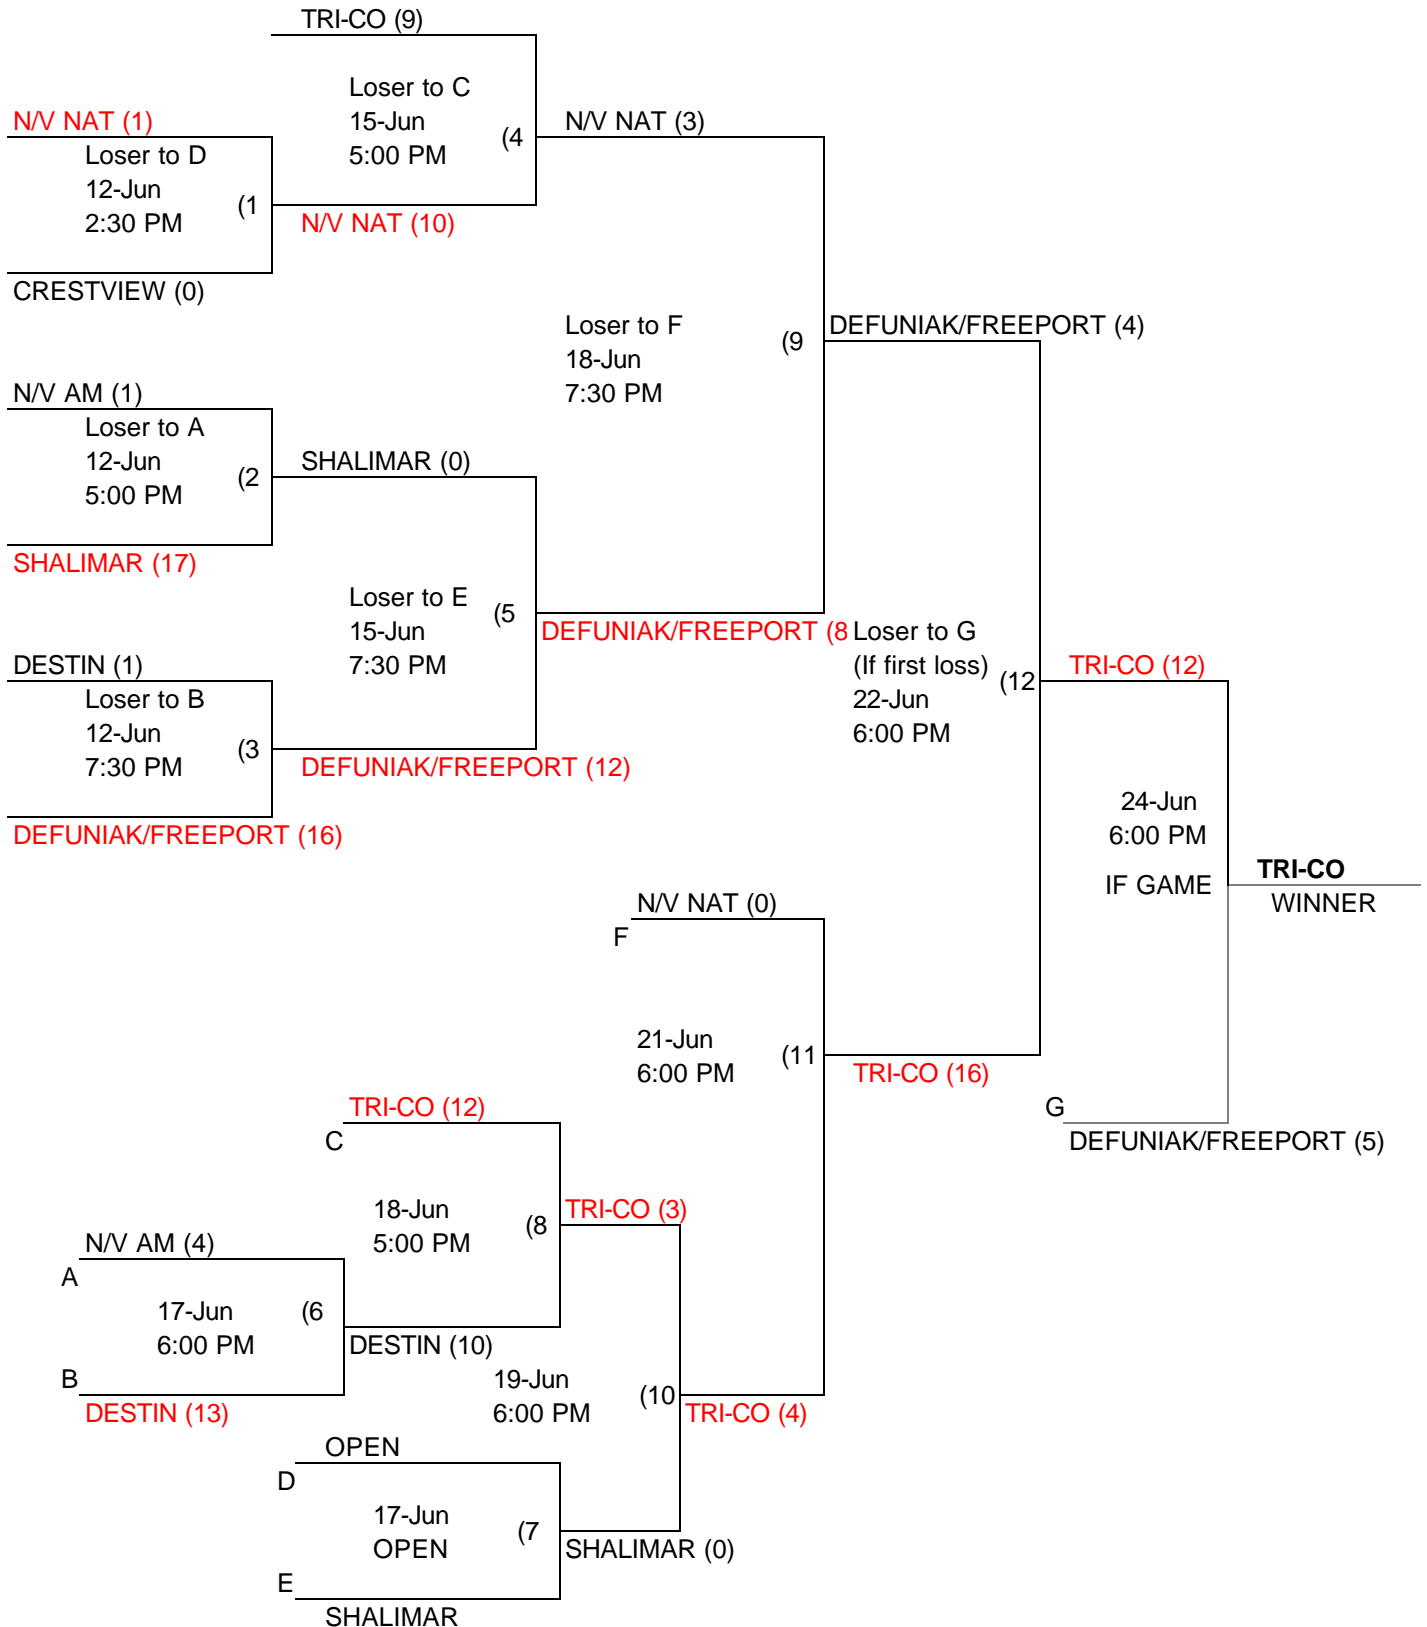 TRI-CO (9)
Loser to C
15-Jun
5:00 PM
(4
N/V NAT (1)
N/V NAT (3)
Loser to D
12-Jun
2:30 PM
(1
N/V NAT (10)
CRESTVIEW (0)
Loser to F
18-Jun
7:30 PM
(9
DEFUNIAK/FREEPORT (4)
N/V AM (1)
Loser to A
12-Jun
5:00 PM
(2
SHALIMAR (0)
SHALIMAR (17)
Loser to E
15-Jun
7:30 PM
(5
DEFUNIAK/FREEPORT (8
Loser to G
(If first loss)
22-Jun
6:00 PM
(12
TRI-CO (12)
DESTIN (1)
Loser to B
12-Jun
7:30 PM
(3
DEFUNIAK/FREEPORT (12)
DEFUNIAK/FREEPORT (16)
24-Jun
6:00 PM
IF GAME
TRI-CO
WINNER
N/V NAT (0)
F
21-Jun
6:00 PM
(11
TRI-CO (16)
G
DEFUNIAK/FREEPORT (5)
TRI-CO (12)
C
18-Jun
5:00 PM
(8
TRI-CO (3)
N/V AM (4)
A
17-Jun
6:00 PM
(6
DESTIN (10)
B
DESTIN (13)
19-Jun
6:00 PM
(10
TRI-CO (4)
OPEN
D
17-Jun
OPEN
(7
SHALIMAR (0)
E
SHALIMAR